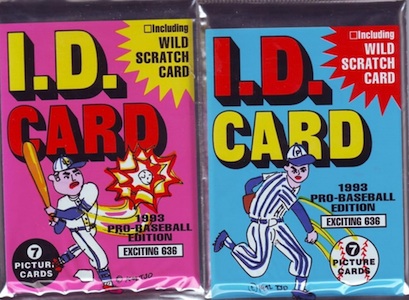 □Including
WILD
SCRATCH
CARD
I.D.
CARD
1993
PRO-BASEBALL
EDITION
EXCITING 636
7
PICTURE
CARDS
□Including
WILD
SCRATCH
CARD
I.D.
CARD
1993
PRO-BASEBALL
EDITION
EXCITING 636
7
PICTURE
CARDS